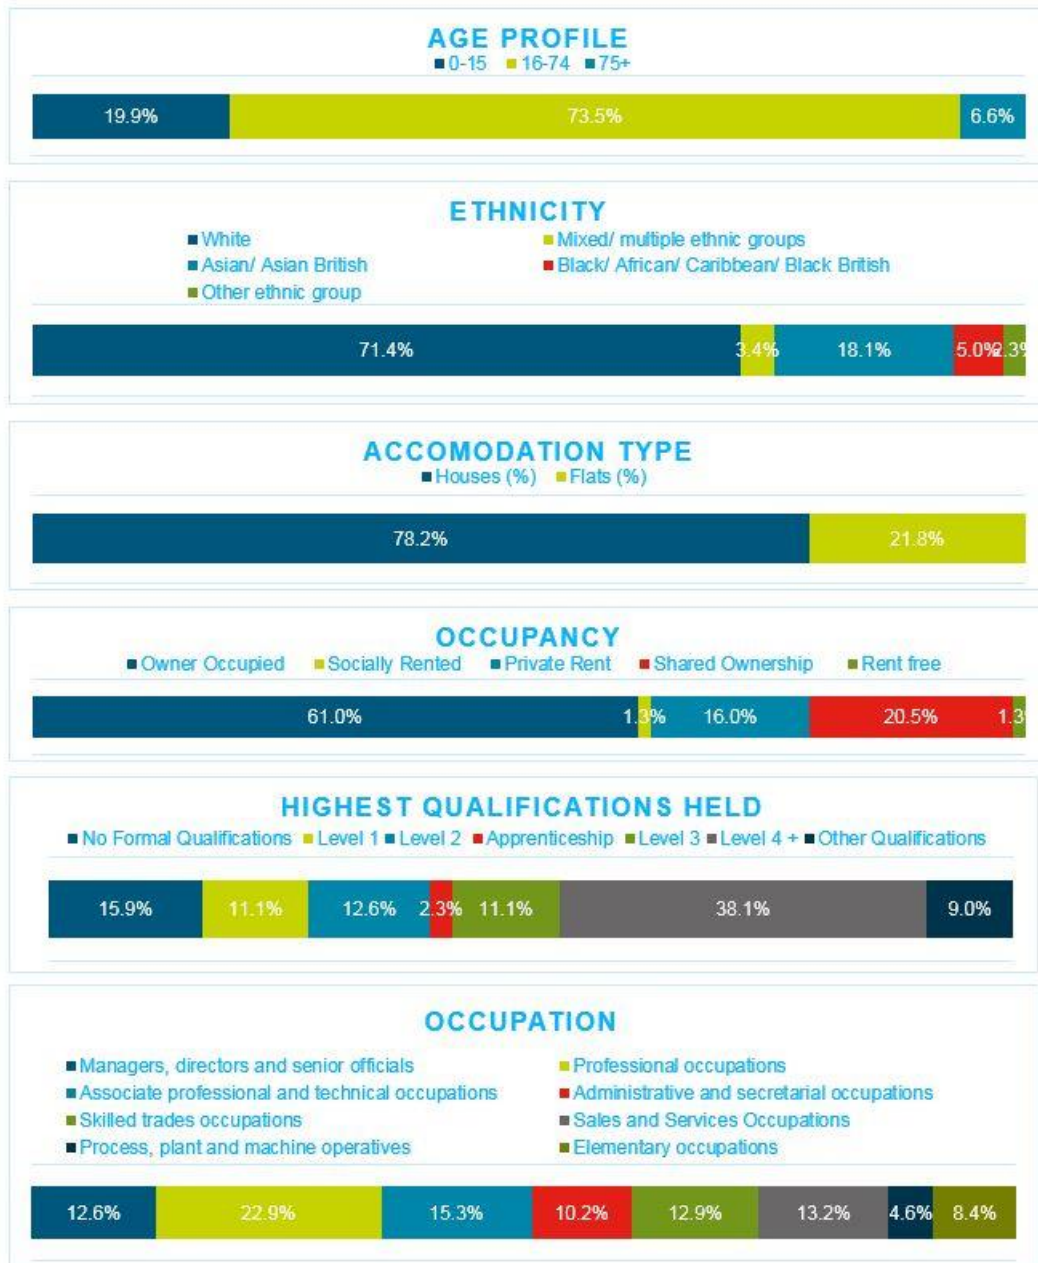 AGE PROFILE
0-15 16-74 75+
19.9% 73.5% 6.6%
ETHNICITY
White Mixed/ multiple ethnic groups
Asian/ Asian British Black/ African/ Caribbean/ Black British
Other ethnic group
71.4% 3.4% 18.1% 5.0% 2.3%
ACCOMODATION TYPE
Houses (%) Flats (%)
78.2% 21.8%
OCCUPANCY
Owner Occupied Socially Rented Private Rent Shared Ownership Rent free
61.0% 1.3% 16.0% 20.5% 1.3
HIGHEST QUALIFICATIONS HELD
No Formal Qualifications Level 1 Level 2 Apprenticeship Level 3 Level 4 + Other Qualifications
15.9% 11.1% 12.6% 2.3% 11.1% 38.1% 9.0%
OCCUPATION
Managers, directors and senior officials Professional occupations
Associate professional and technical occupations Administrative and secretarial occupations
Skilled trades occupations Sales and Services Occupations
Process, plant and machine operatives Elementary occupations
12.6% 22.9% 15.3% 10.2% 12.9% 13.2% 4.6% 8.4%